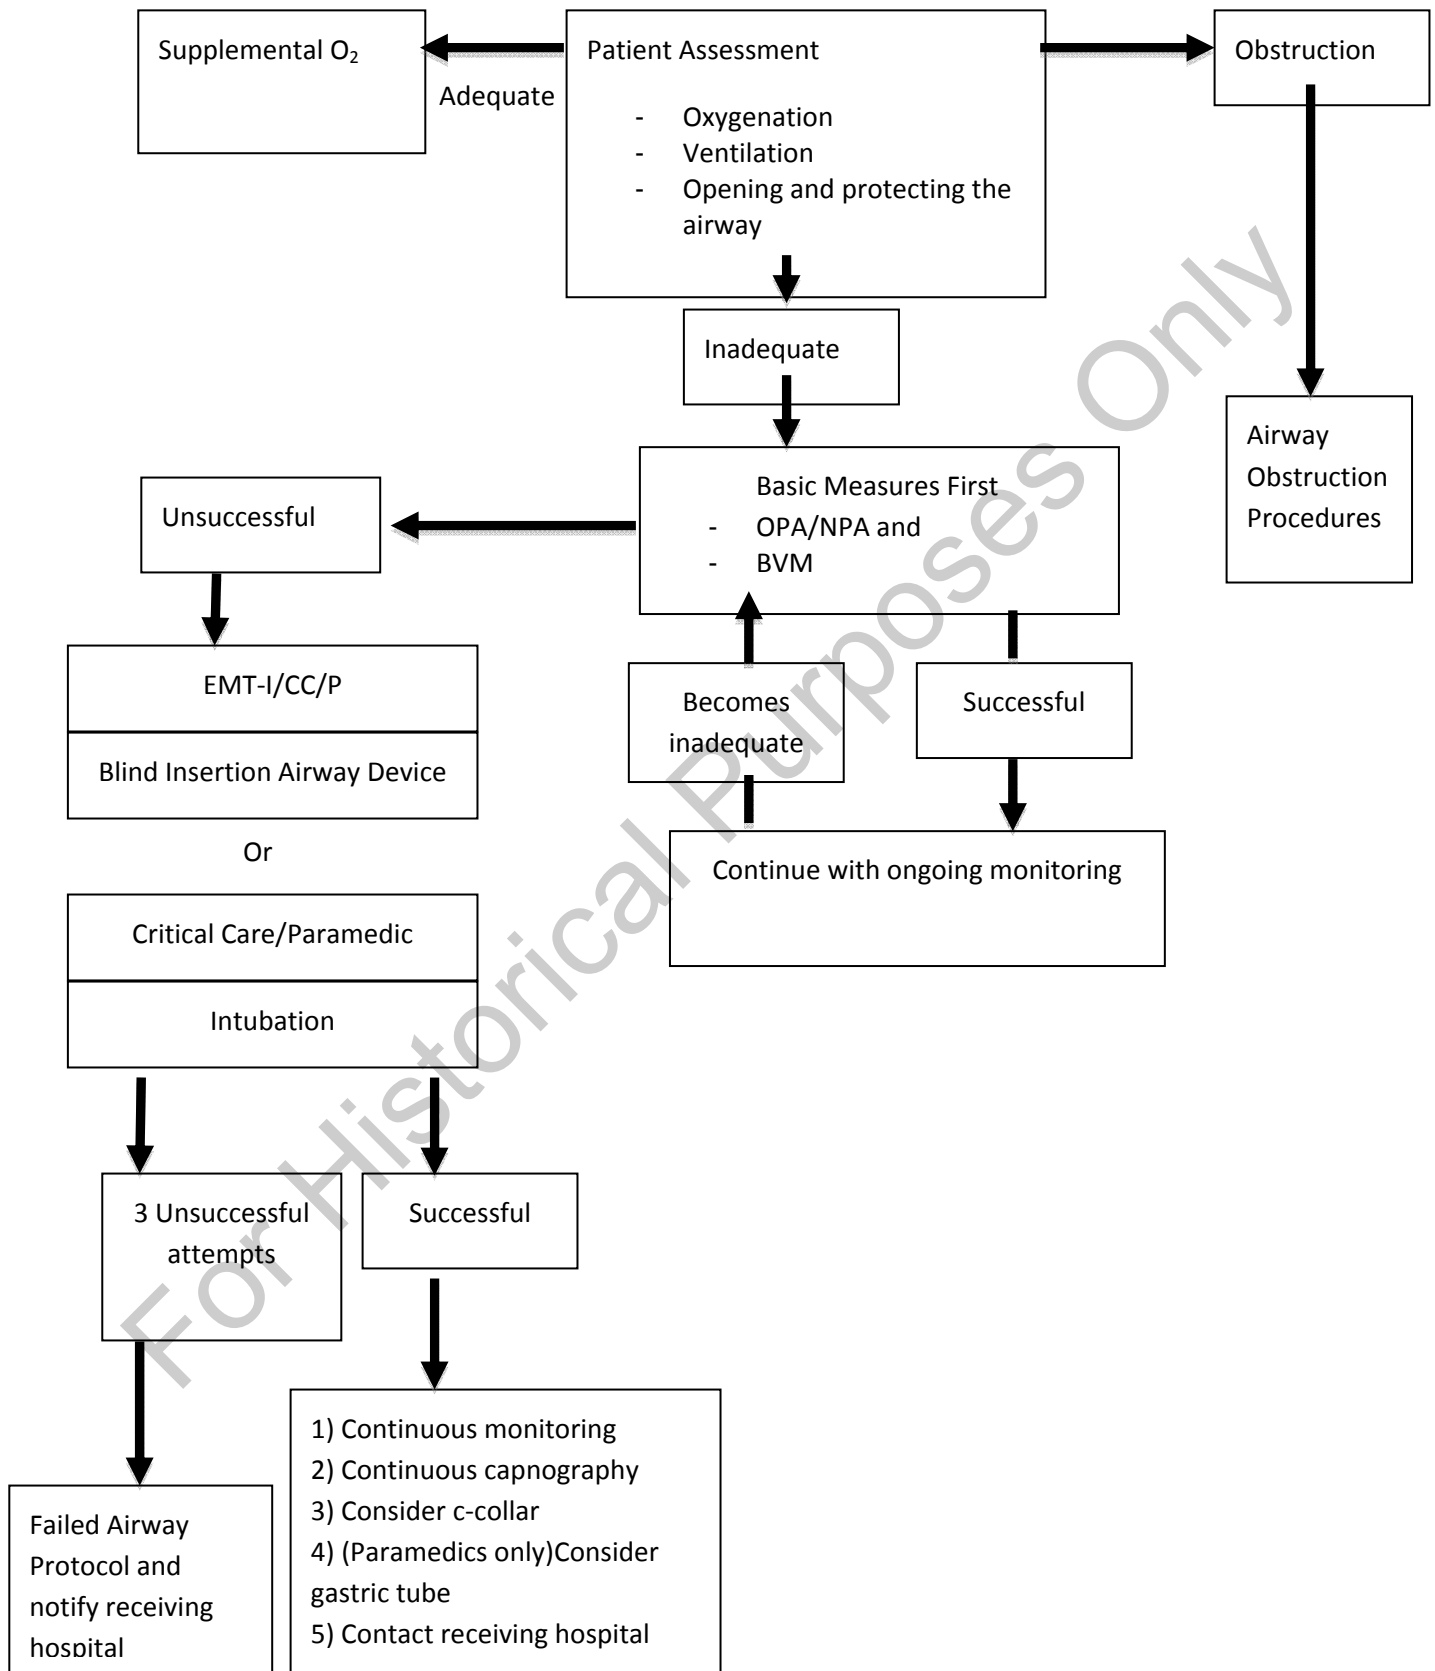 Supplemental O₂
Adequate
Patient Assessment
- Oxygenation
- Ventilation
- Opening and protecting the
airway
Obstruction
Inadequate
Airway
Obstruction
Procedures
Basic Measures First
- OPA/NPA and
- BVM
Unsuccessful
EMT-I/CC/P
Blind Insertion Airway Device
Or
Critical Care/Paramedic
Intubation
Becomes
inadequate
Successful
Continue with ongoing monitoring
3 Unsuccessful
attempts
Successful
Failed Airway
Protocol and
notify receiving
hospital
1) Continuous monitoring
2) Continuous capnography
3) Consider c-collar
4) (Paramedics only)Consider
gastric tube
5) Contact receiving hospital
For Historical Purposes Only